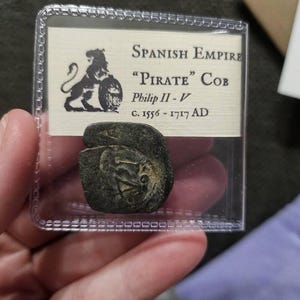 Spanish Empire
"Pirate" Cob
Philip II - V
c. 1556 - 1717 AD